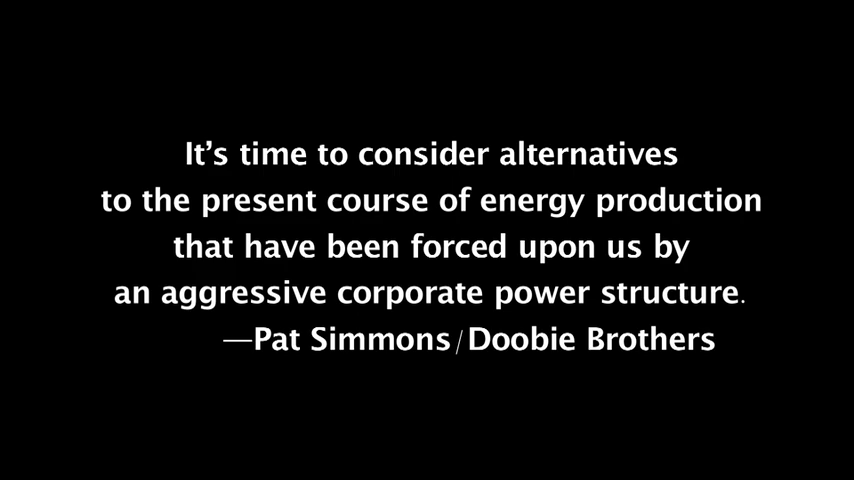 It’s time to consider alternatives
to the present course of energy production
that have been forced upon us by
an aggressive corporate power structure.
—Pat Simmons/Doobie Brothers